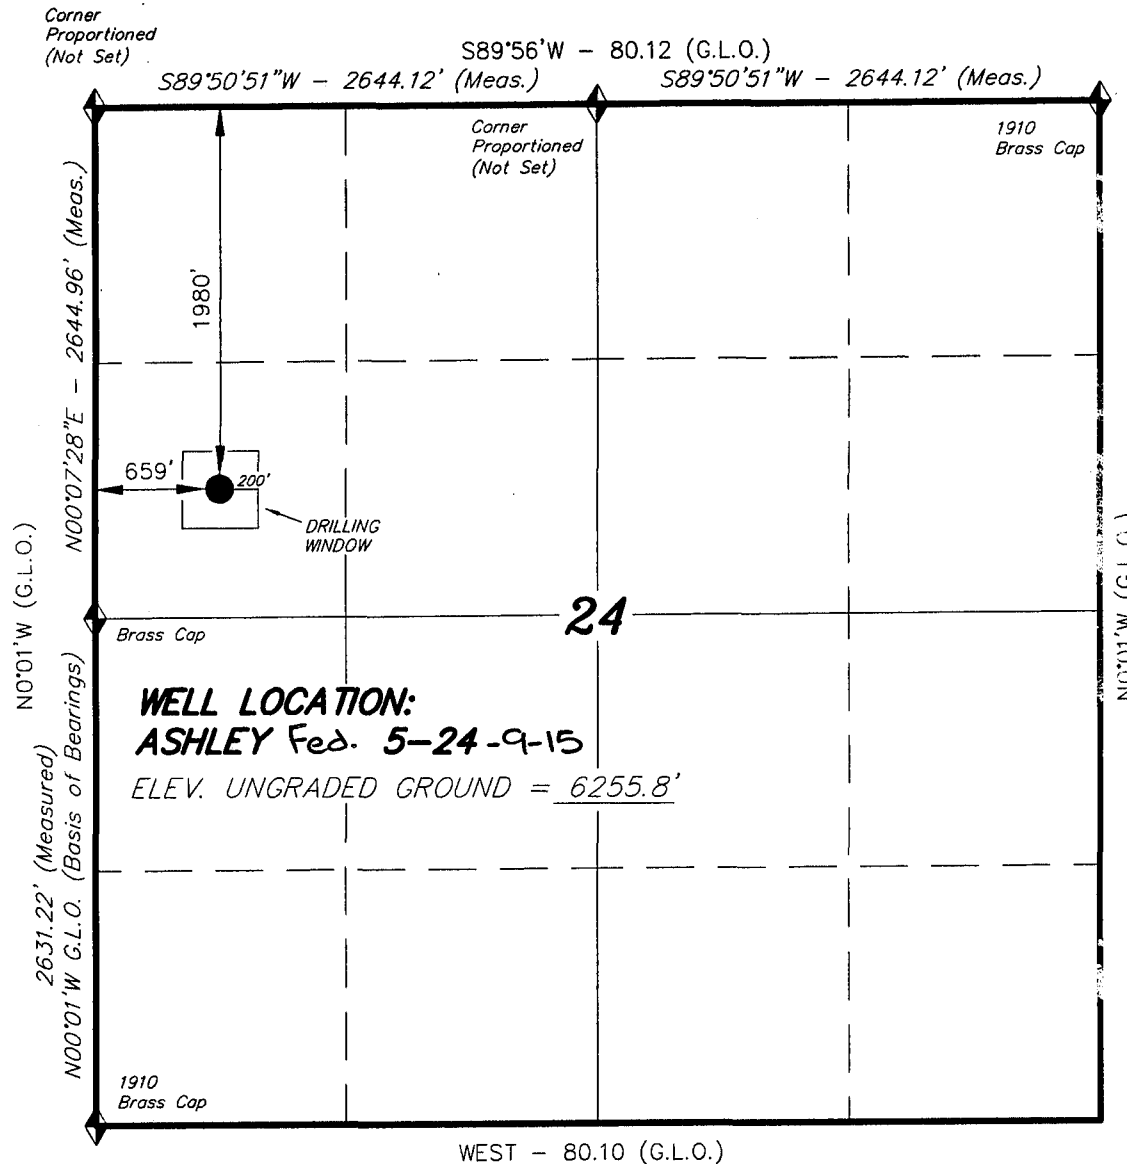 Corner
Proportioned
(Not Set)
S89°56'W - 80.12 (G.L.O.)
S89°50'51"W - 2644.12' (Meas.)
S89°50'51"W - 2644.12' (Meas.)
Corner
Proportioned
(Not Set)
1910
Brass Cap
N00°07'28"E - 2644.96' (Meas.)
1980'
659'
200'
DRILLING
WINDOW
N0°01'W (G.L.O.)
N0°01'W (G.L.O.)
24
Brass Cap
WELL LOCATION:
ASHLEY Fed. 5-24-9-15
ELEV. UNGRADED GROUND = 6255.8'
2631.22' (Measured)
N00°01'W G.L.O. (Basis of Bearings)
1910
Brass Cap
WEST - 80.10 (G.L.O.)